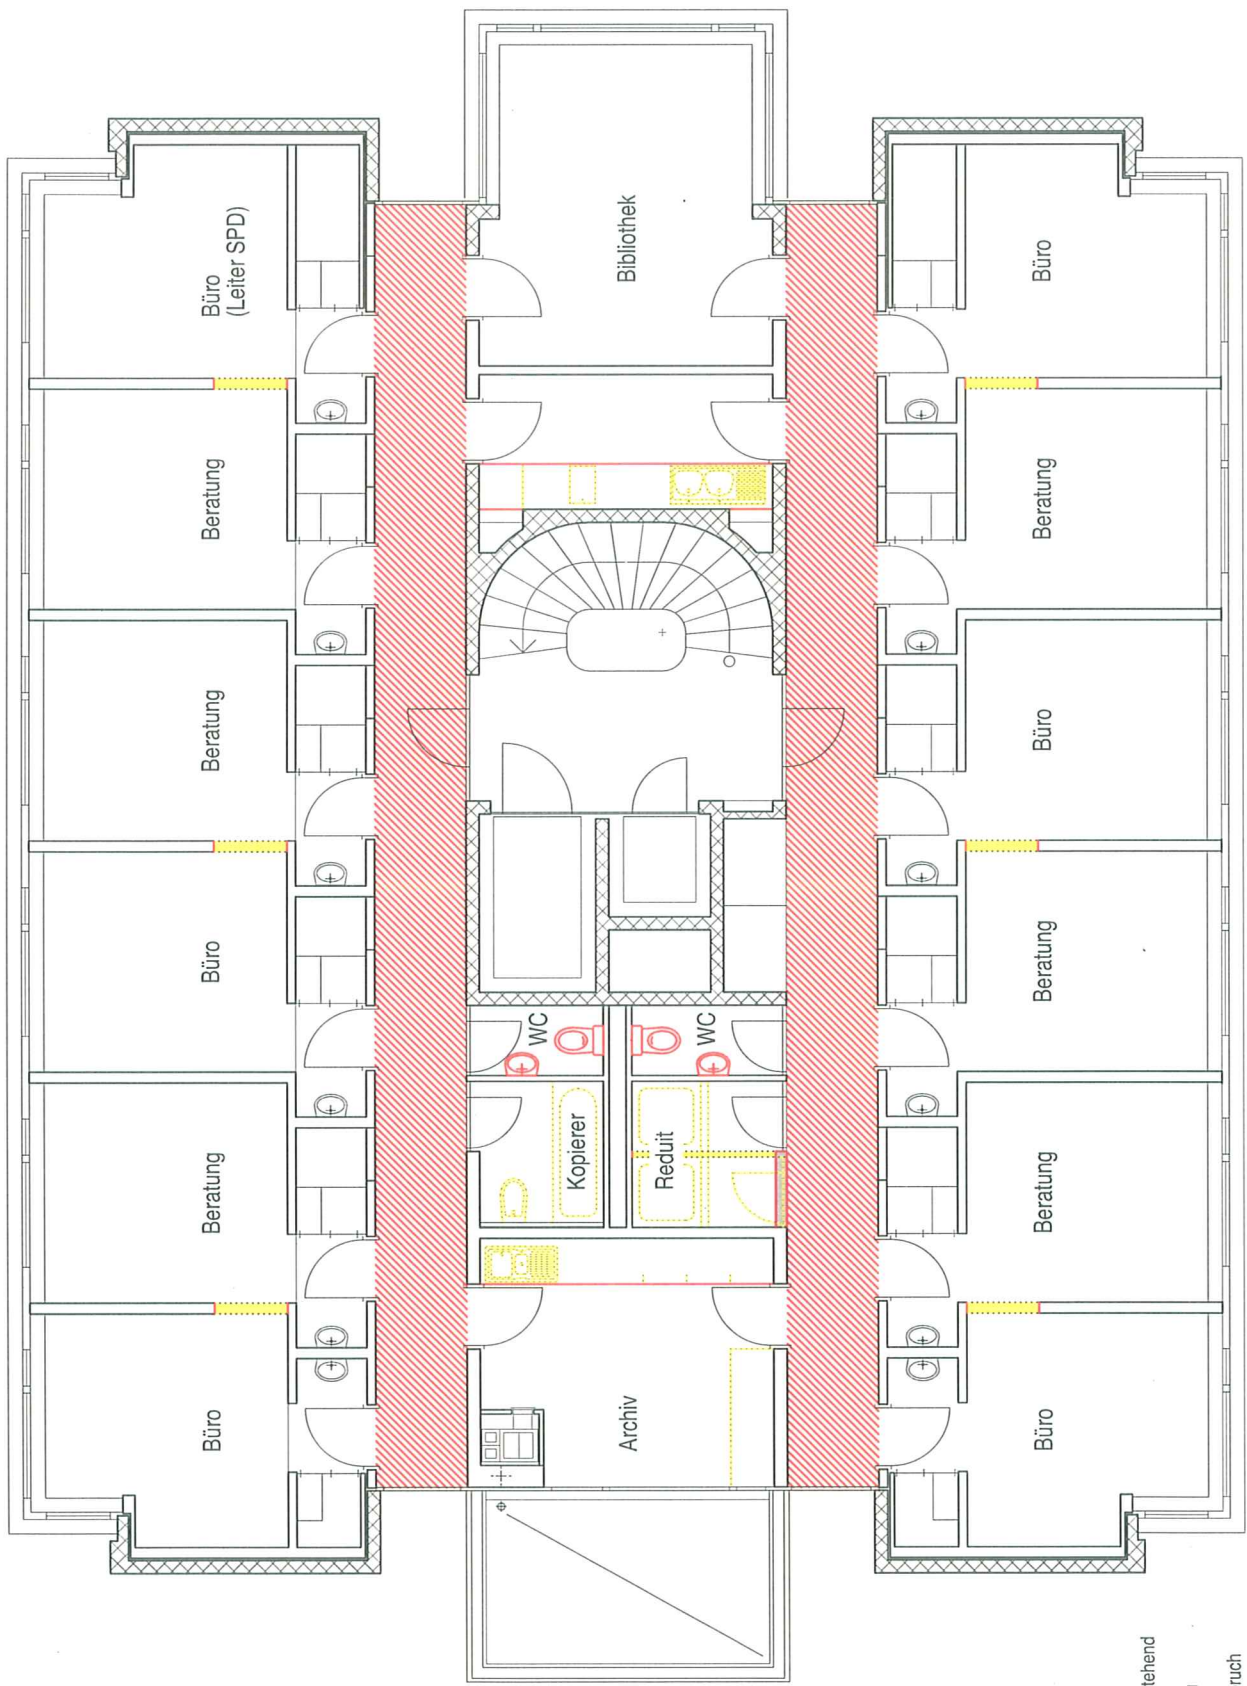 Büro
Beratung
Büro
Beratung
Beratung
Büro
(Leiter SPD)
WC
Kopierer
Archiv
Bibliothek
Reduit
WC
Büro
Beratung
Beratung
Büro
Beratung
Büro
tehend
ruch